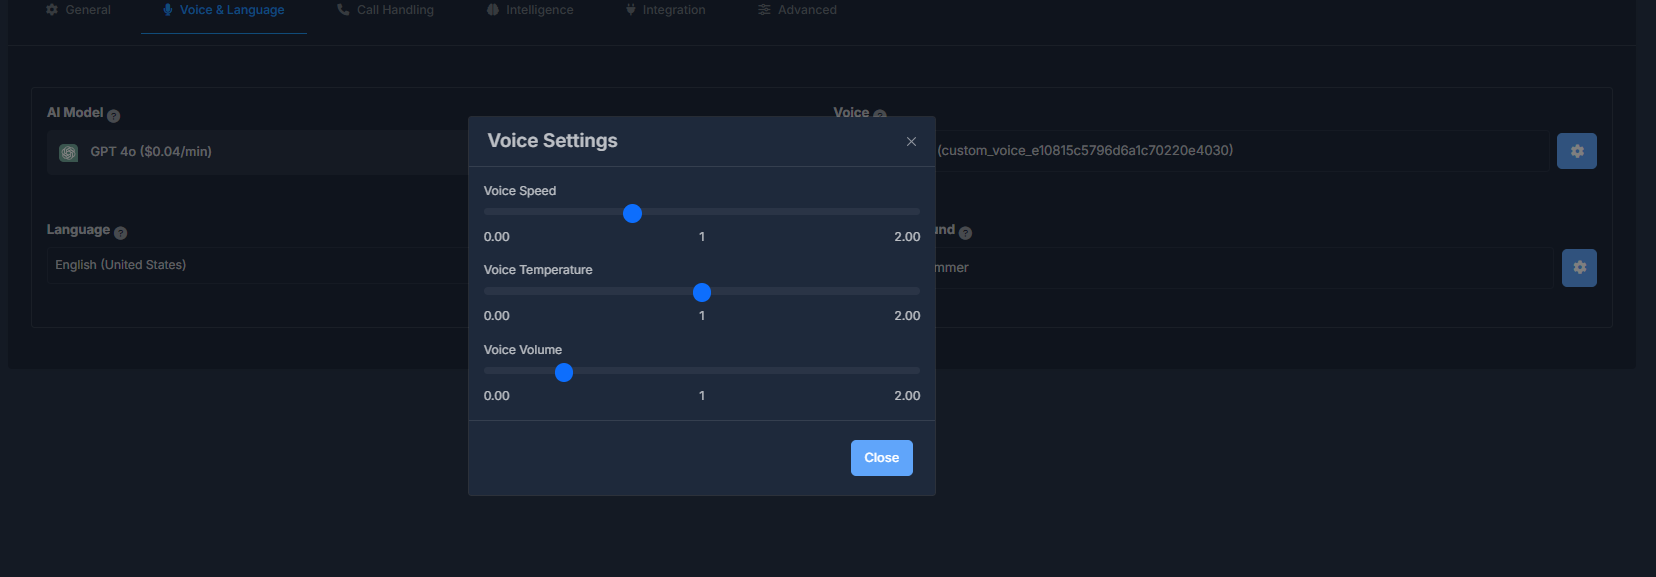 General
Voice & Language
Call Handling
Intelligence
Integration
Advanced
AI Model
GPT 4o ($0.04/min)
Voice
(custom_voice_e10815c5796d6a1c70220e4030)
Language
English (United States)
und
mmer
Voice Settings
Voice Speed
0.00 1 2.00
Voice Temperature
0.00 1 2.00
Voice Volume
0.00 1 2.00
Close